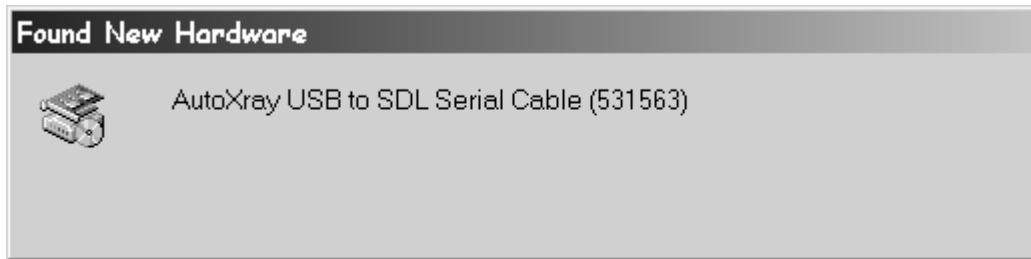 Found New Hardware
AutoXray USB to SDL Serial Cable (531563)